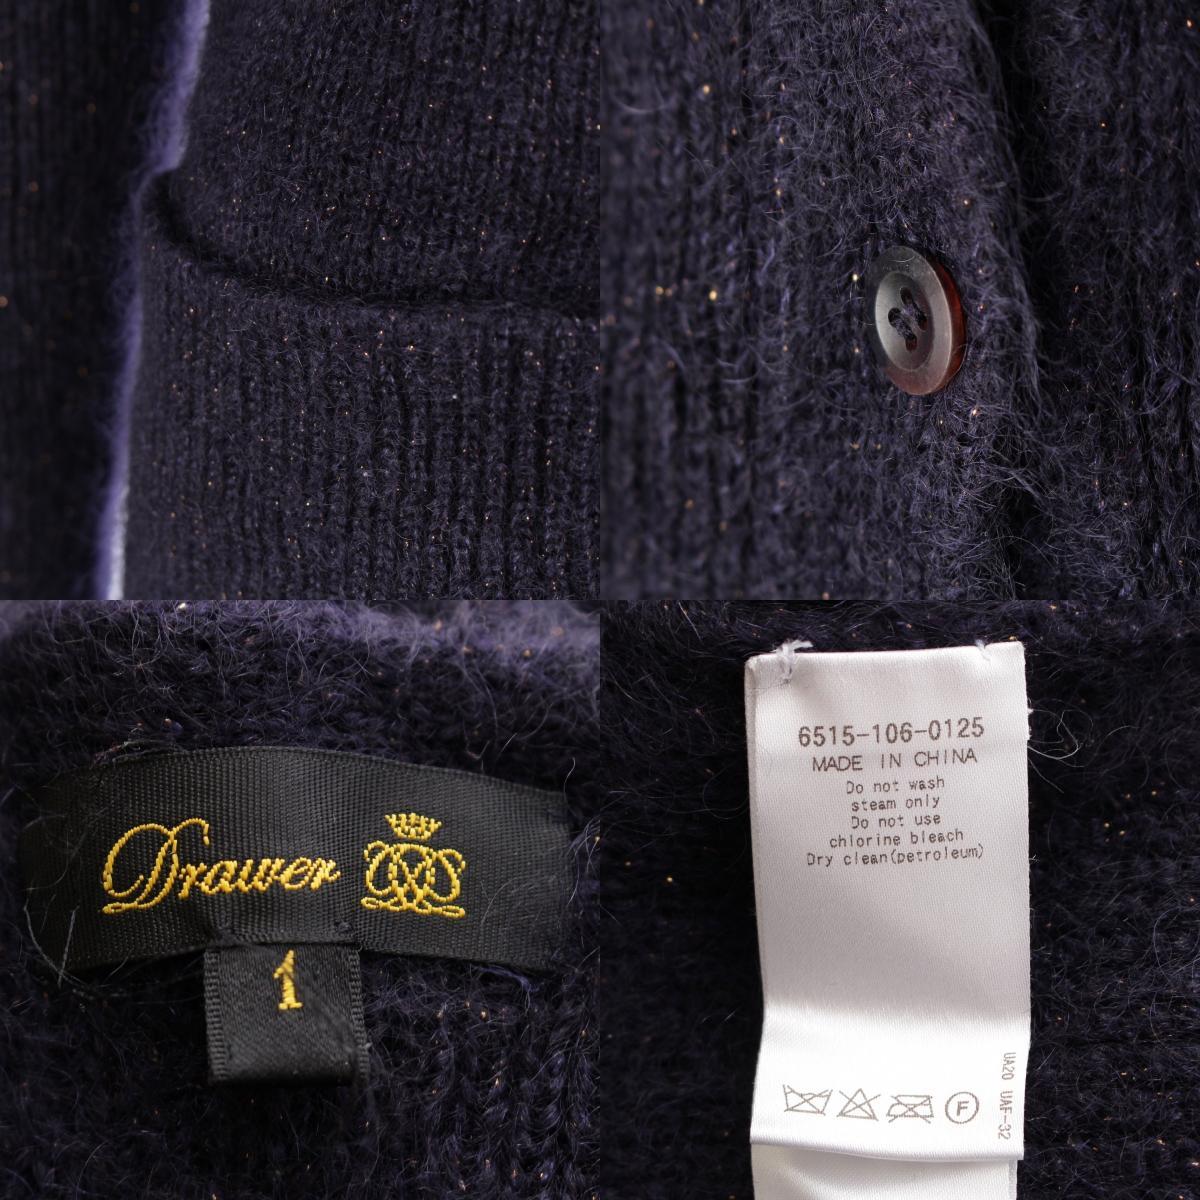 Drawer
1
6515-106-0125
MADE IN CHINA
Do not wash
steam only
Do not use
chlorine bleach
Dry clean(petroleum)
F
UA20 UAF-32